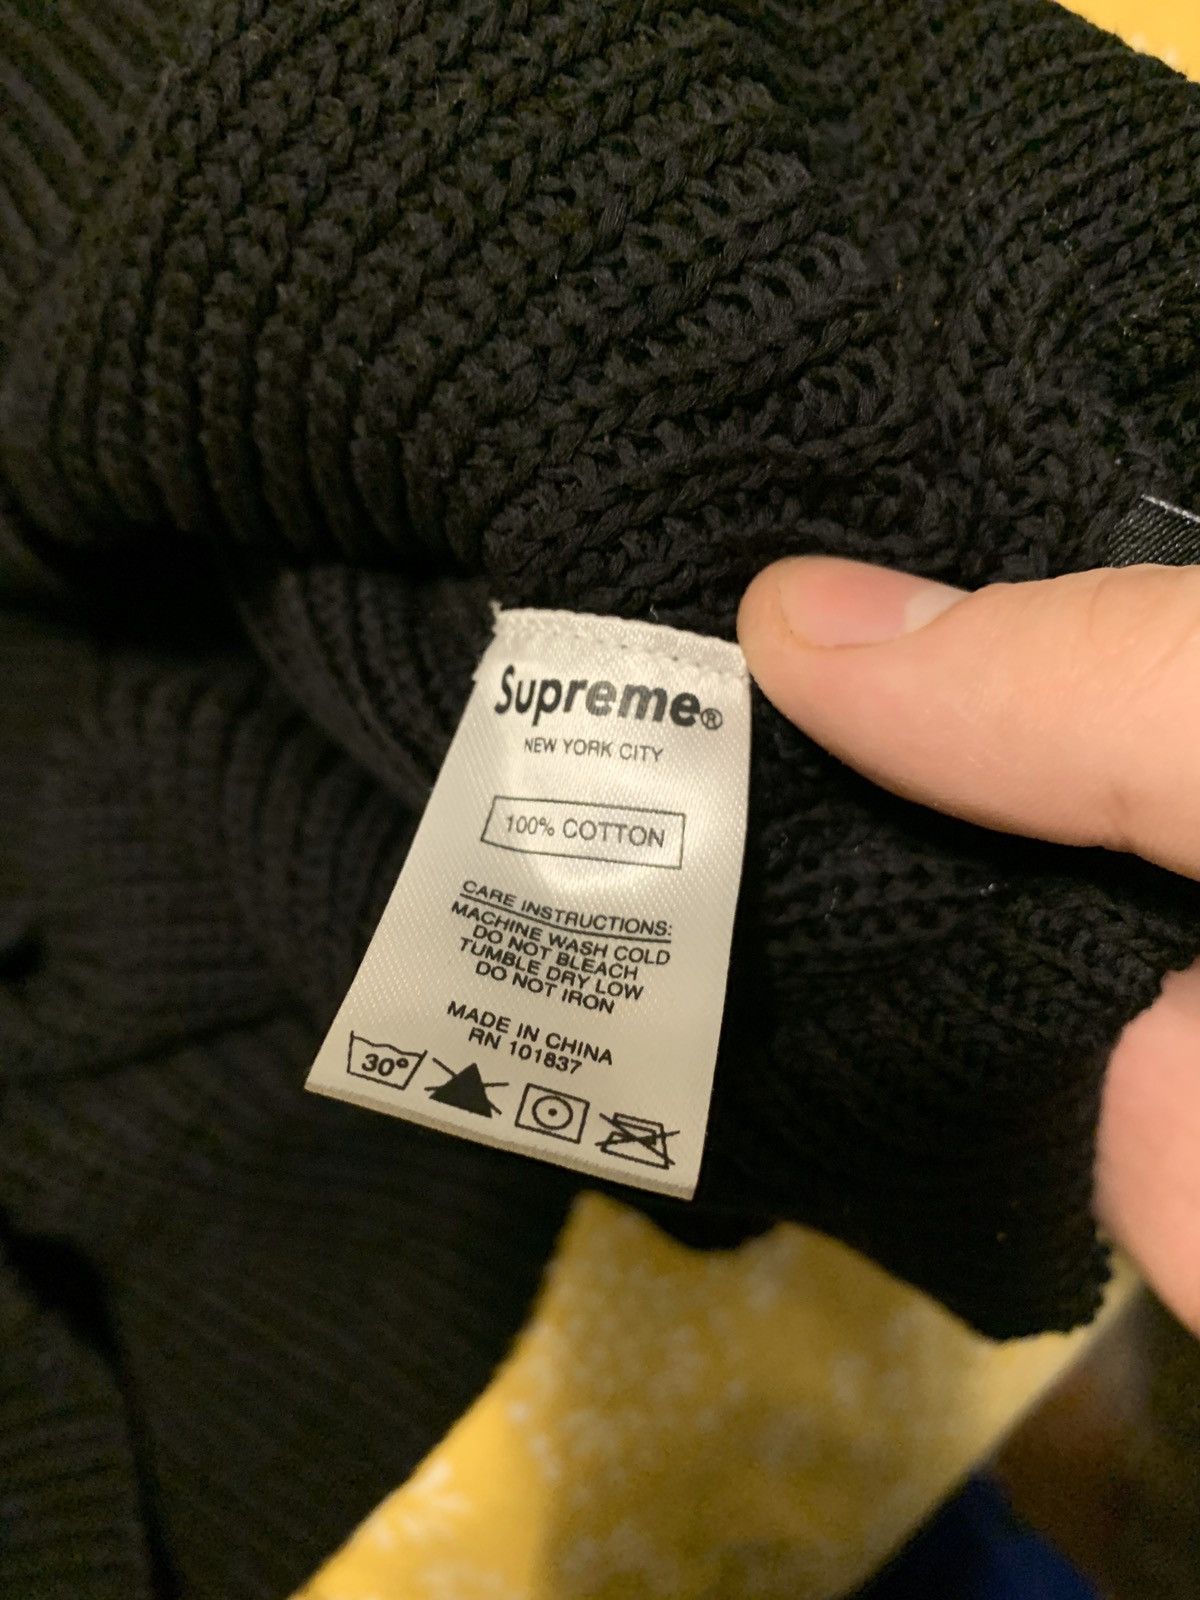 Supreme®
NEW YORK CITY
100% COTTON
CARE INSTRUCTIONS:
MACHINE WASH COLD
DO NOT BLEACH
TUMBLE DRY LOW
DO NOT IRON
MADE IN CHINA
RN 101837
30°